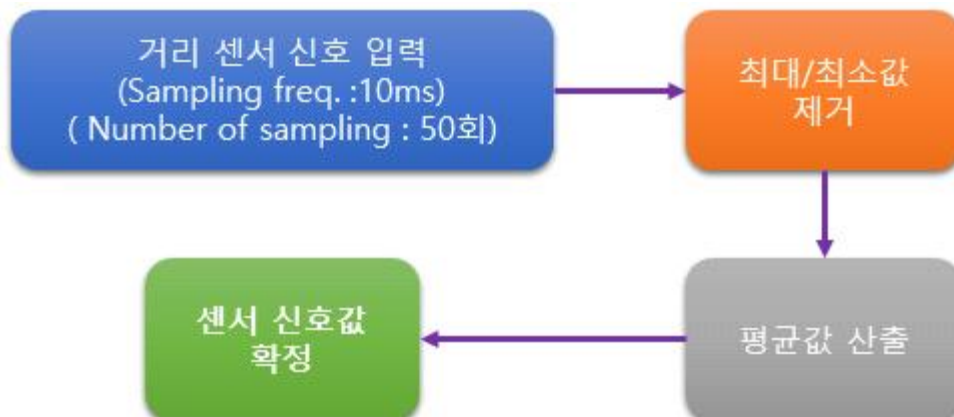 거리 센서 신호 입력
(Sampling freq. :10ms)
( Number of sampling : 50회)
최대/최소값
제거
평균값 산출
센서 신호값
확정